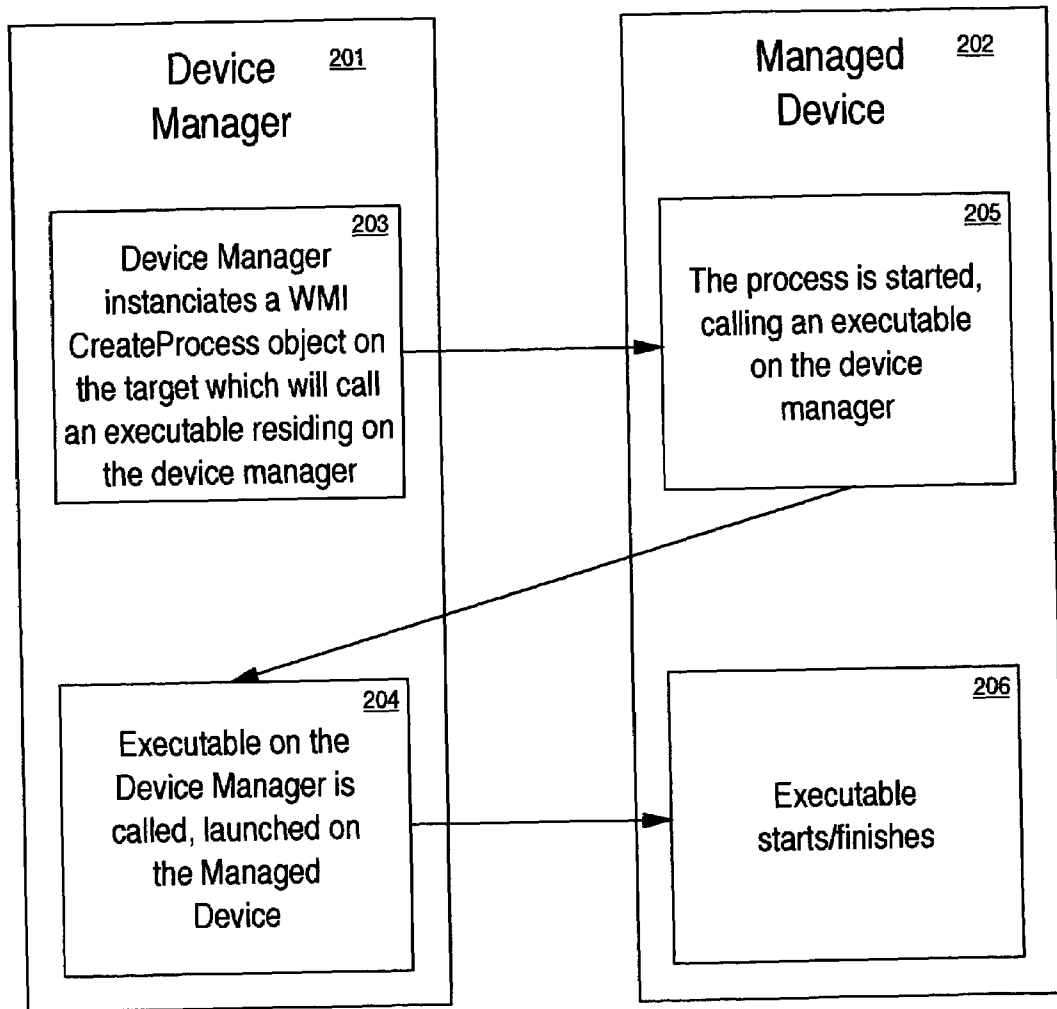 Device
Manager
201
Managed
Device
202
203
Device Manager
instanciates a WMI
CreateProcess object on
the target which will call
an executable residing on
the device manager
205
The process is started,
calling an executable
on the device
manager
204
Executable on the
Device Manager is
called, launched on
the Managed
Device
206
Executable
starts/finishes